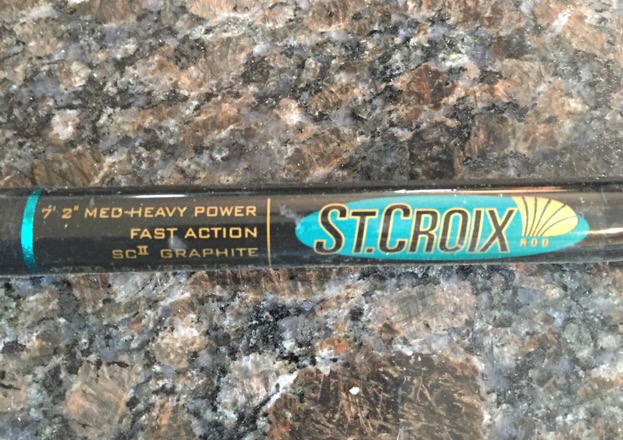 7' 2" MED-HEAVY POWER
FAST ACTION
SCII GRAPHITE
ST.CROIX
ROD